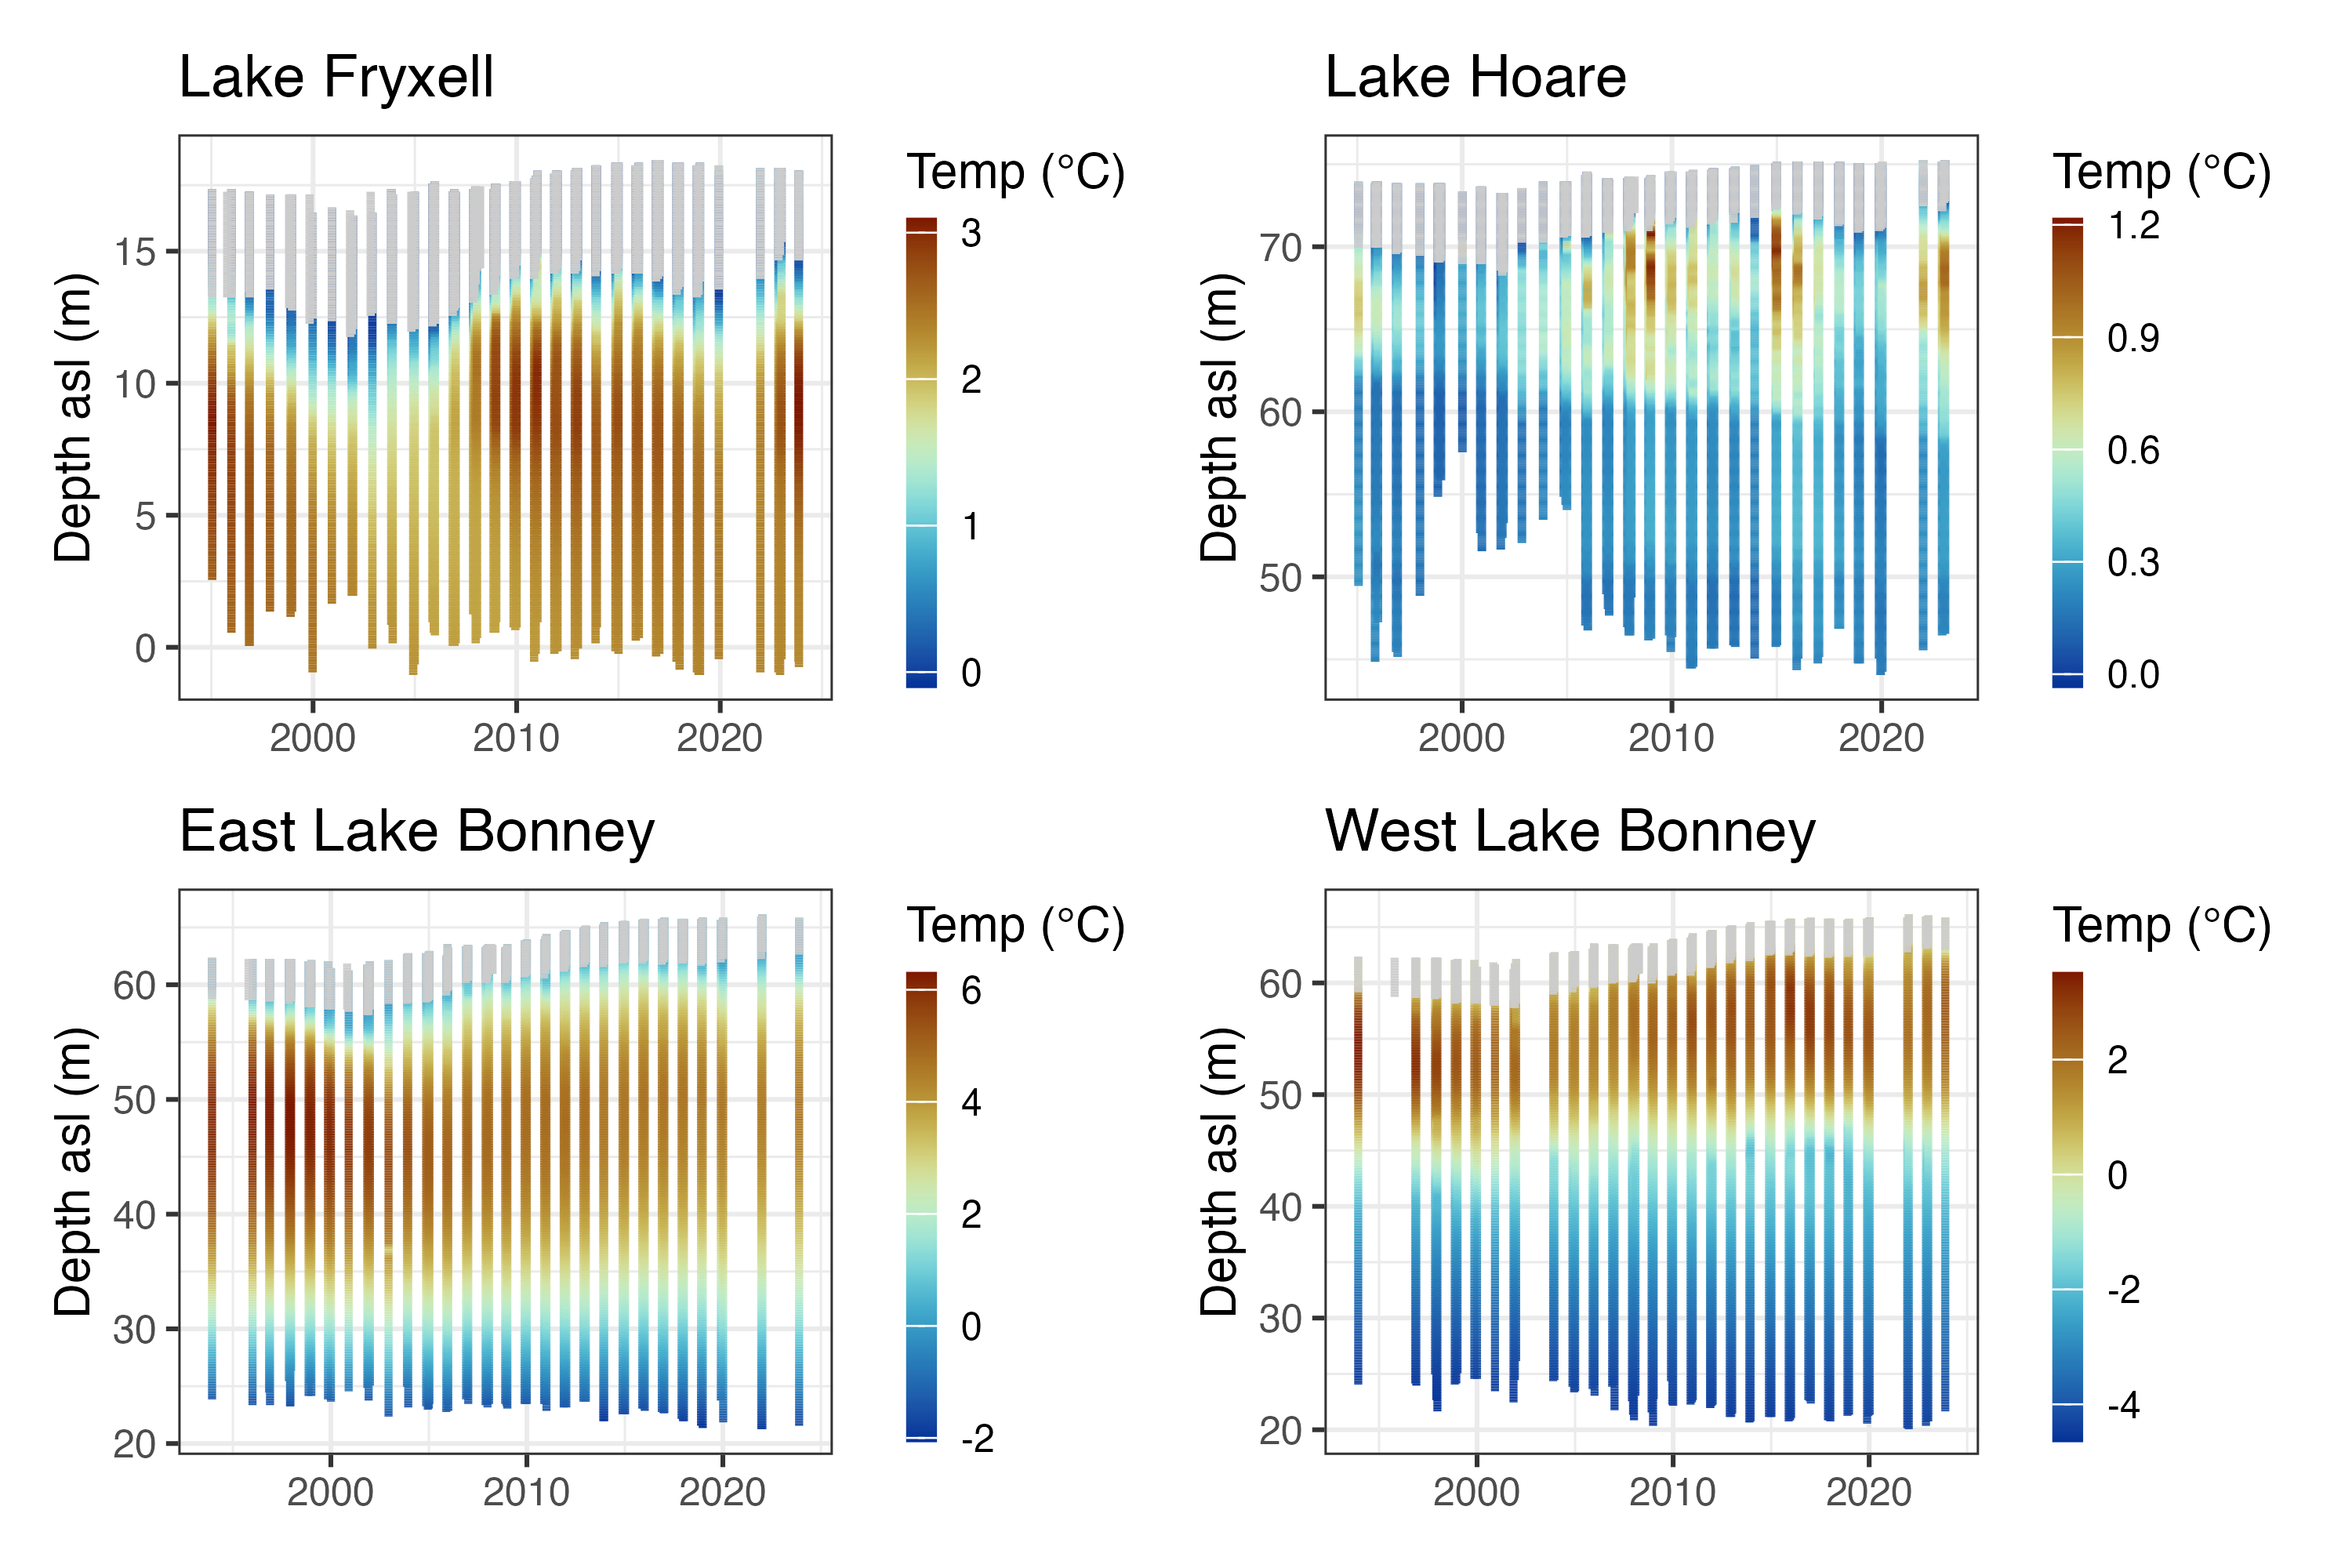 Lake Fryxell
Depth asl (m)
15
10
5
0
2000 2010 2020
Temp (°C)
3
2
1
0
Lake Hoare
Depth asl (m)
70
60
50
2000 2010 2020
Temp (°C)
1.2
0.9
0.6
0.3
0.0
East Lake Bonney
Depth asl (m)
60
50
40
30
20
2000 2010 2020
Temp (°C)
6
4
2
0
-2
West Lake Bonney
Depth asl (m)
60
50
40
30
20
2000 2010 2020
Temp (°C)
2
0
-2
-4